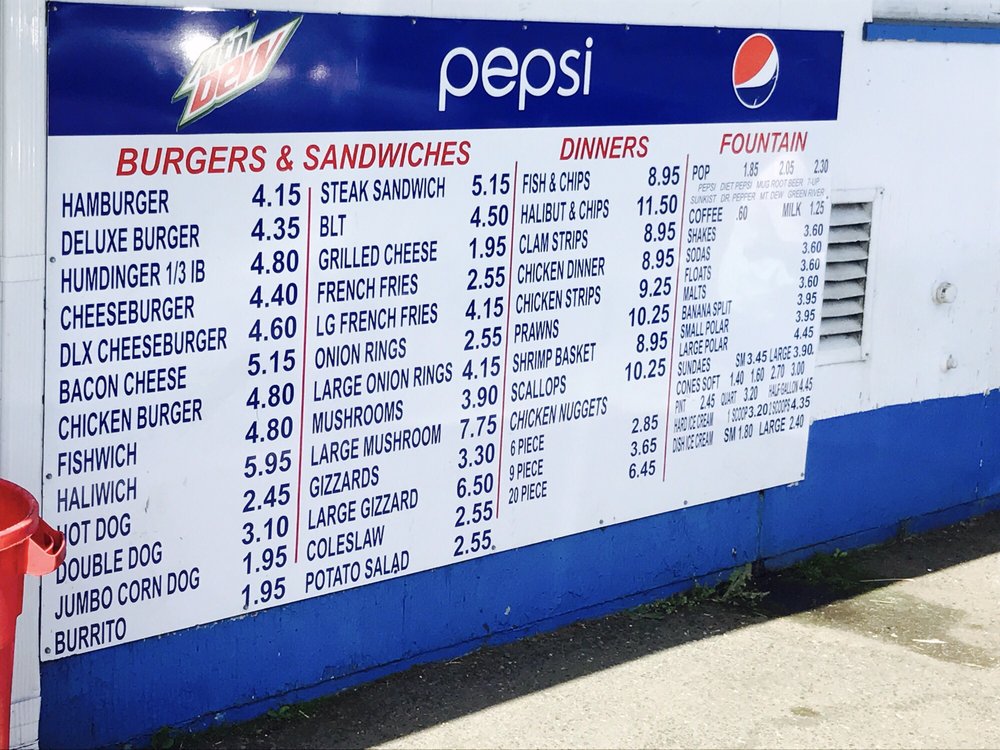 mtn DEW
pepsi
BURGERS & SANDWICHES
HAMBURGER 4.15
DELUXE BURGER 4.35
HUMDINGER 1/3 IB 4.80
CHEESEBURGER 4.40
DLX CHEESEBURGER 4.60
BACON CHEESE 5.15
CHICKEN BURGER 4.80
FISHWICH 4.80
HALIWICH 5.95
HOT DOG 2.45
DOUBLE DOG 3.10
JUMBO CORN DOG 1.95
BURRITO 1.95
STEAK SANDWICH 5.15
BLT 4.50
GRILLED CHEESE 1.95
FRENCH FRIES 2.55
LG FRENCH FRIES 4.15
ONION RINGS 2.55
LARGE ONION RINGS 4.15
MUSHROOMS 3.90
LARGE MUSHROOM 7.75
GIZZARDS 3.30
LARGE GIZZARD 6.50
COLESLAW 2.55
POTATO SALAD 2.55
DINNERS
FISH & CHIPS 8.95
HALIBUT & CHIPS 11.50
CLAM STRIPS 8.95
CHICKEN DINNER 8.95
CHICKEN STRIPS 9.25
PRAWNS 10.25
SHRIMP BASKET 8.95
SCALLOPS 10.25
CHICKEN NUGGETS
6 PIECE 2.85
9 PIECE 3.65
20 PIECE 6.45
FOUNTAIN
POP 1.85 2.05 2.30
PEPSI DIET PEPSI MUG ROOT BEER 7-UP
SUNKIST DR. PEPPER MT DEW GREEN RIVER
COFFEE .60 MILK 1.25
SHAKES 3.60
SODAS 3.60
FLOATS 3.60
MALTS 3.60
BANANA SPLIT 3.95
SMALL POLAR 3.95
LARGE POLAR 4.45
SUNDAES SM 3.45 LARGE 3.90
CONES SOFT 1.40 1.60 2.70 3.00
PINT 2.45 QUART 3.20 HALF-GALLON 4.45
HARD ICE CREAM 1 SCOOP 3.20 2 SCOOPS 4.35
DISH ICE CREAM SM 1.80 LARGE 2.40